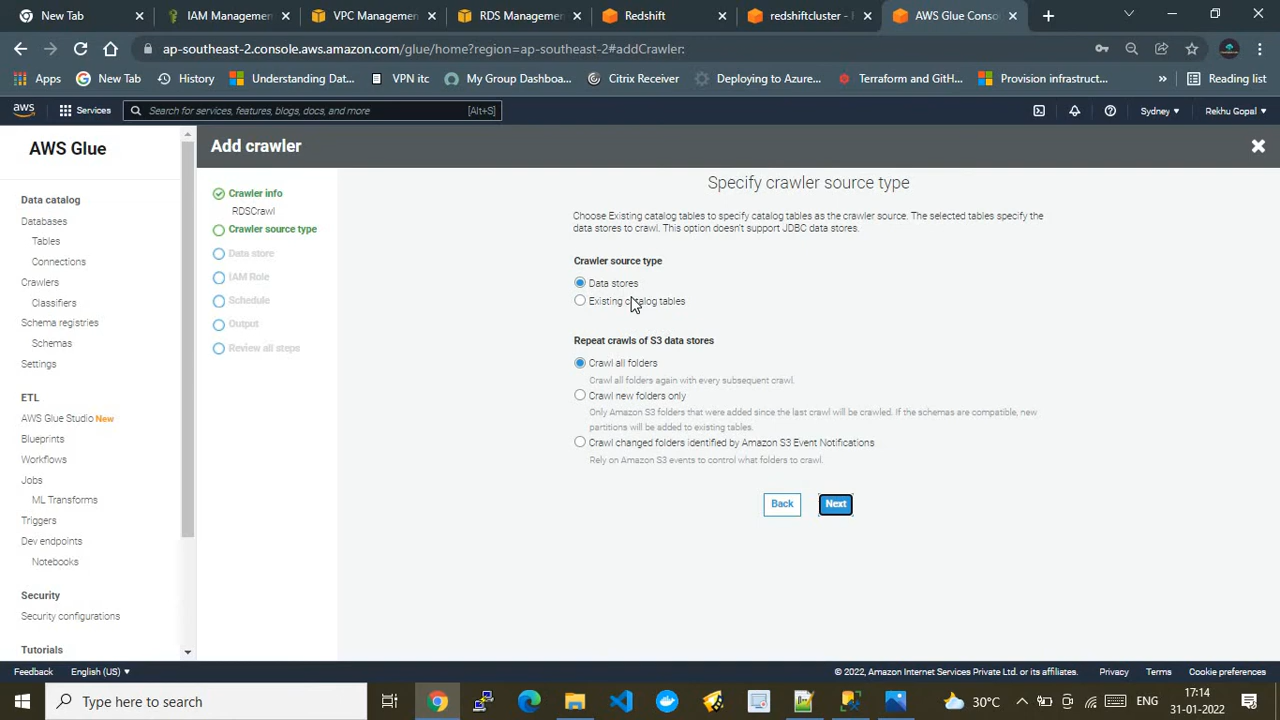 New Tab
IAM Managemen
VPC Managemen
RDS Managemen
Redshift
redshiftcluster -
AWS Glue Conso
ap-southeast-2.console.aws.amazon.com/glue/home?region=ap-southeast-2#addCrawler:
Apps
New Tab
History
Understanding Dat...
VPN itc
My Group Dashboa...
Citrix Receiver
Deploying to Azure...
Terraform and GitH...
Provision infrastruct...
»
Reading list
aws
Services
Search for services, features, blogs, docs, and more
[Alt+S]
Sydney
Rekhu Gopal
AWS Glue
Data catalog
Databases
Tables
Connections
Crawlers
Classifiers
Schema registries
Schemas
Settings
ETL
AWS Glue Studio New
Blueprints
Workflows
Jobs
ML Transforms
Triggers
Dev endpoints
Notebooks
Security
Security configurations
Tutorials
Add crawler
Crawler info
RDSCrawl
Crawler source type
Data store
IAM Role
Schedule
Output
Review all steps
Specify crawler source type
Choose Existing catalog tables to specify catalog tables as the crawler source. The selected tables specify the
data stores to crawl. This option doesn't support JDBC data stores.
Crawler source type
Data stores
Existing catalog tables
Repeat crawls of S3 data stores
Crawl all folders
Crawl all folders again with every subsequent crawl.
Crawl new folders only
Only Amazon S3 folders that were added since the last crawl will be crawled. If the schemas are compatible, new
partitions will be added to existing tables.
Crawl changed folders identified by Amazon S3 Event Notifications
Rely on Amazon S3 events to control what folders to crawl.
Back
Next
Feedback
English (US)
© 2022, Amazon Internet Services Private Ltd. or its affiliates.
Privacy
Terms
Cookie preferences
Type here to search
30°C
ENG
17:14
31-01-2022